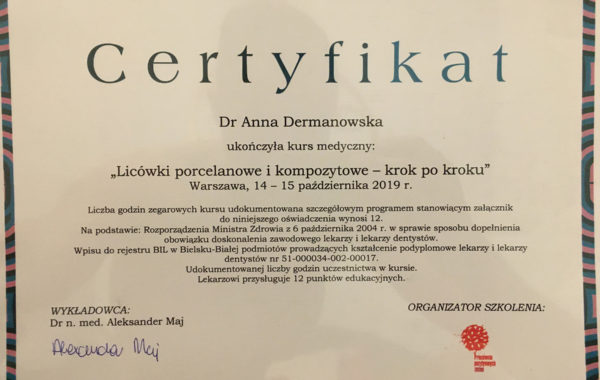 Certyfikat
Dr Anna Dermanowska
ukończyła kurs medyczny:
„Licówki porcelanowe i kompozytowe – krok po kroku”
Warszawa, 14 – 15 października 2019 r.
Liczba godzin zegarowych kursu udokumentowana szczegółowym programem stanowiącym załącznik
do niniejszego oświadczenia wynosi 12.
Na podstawie: Rozporządzenia Ministra Zdrowia z 6 października 2004 r. w sprawie sposobu dopełnienia
obowiązku doskonalenia zawodowego lekarzy i lekarzy dentystów.
Wpisu do rejestru BIL w Bielsku-Białej podmiotów prowadzących kształcenie podyplomowe lekarzy i lekarzy
dentystów nr 51-000034-002-00017.
Udokumentowanej liczby godzin uczestnictwa w kursie.
Lekarzowi przysługuje 12 punktów edukacyjnych.
WYKŁADOWCA:
Dr n. med. Aleksander Maj
ORGANIZATOR SZKOLENIA: